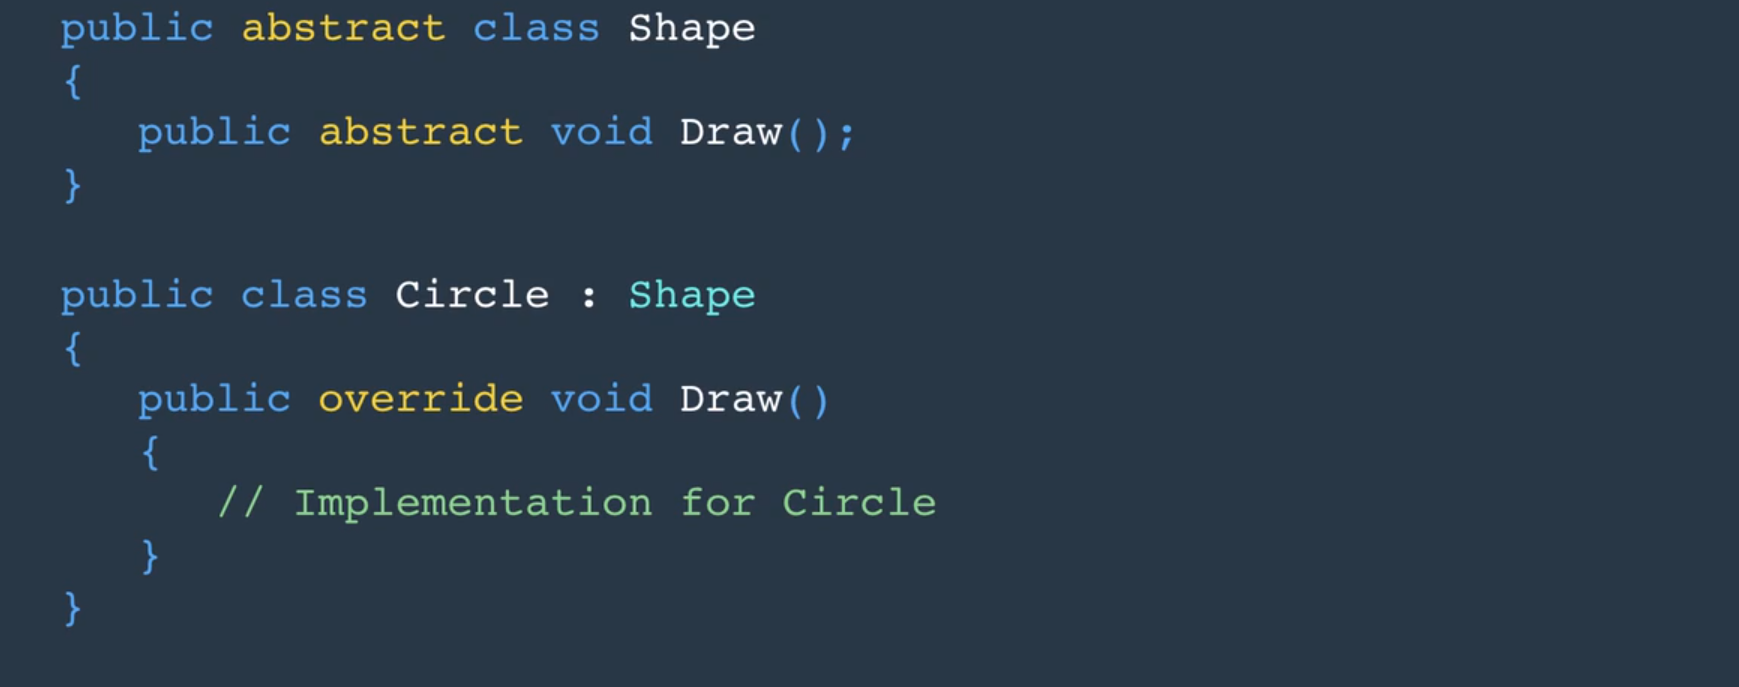 public abstract class Shape
{
   public abstract void Draw();
}

public class Circle : Shape
{
   public override void Draw()
   {
      // Implementation for Circle
   }
}